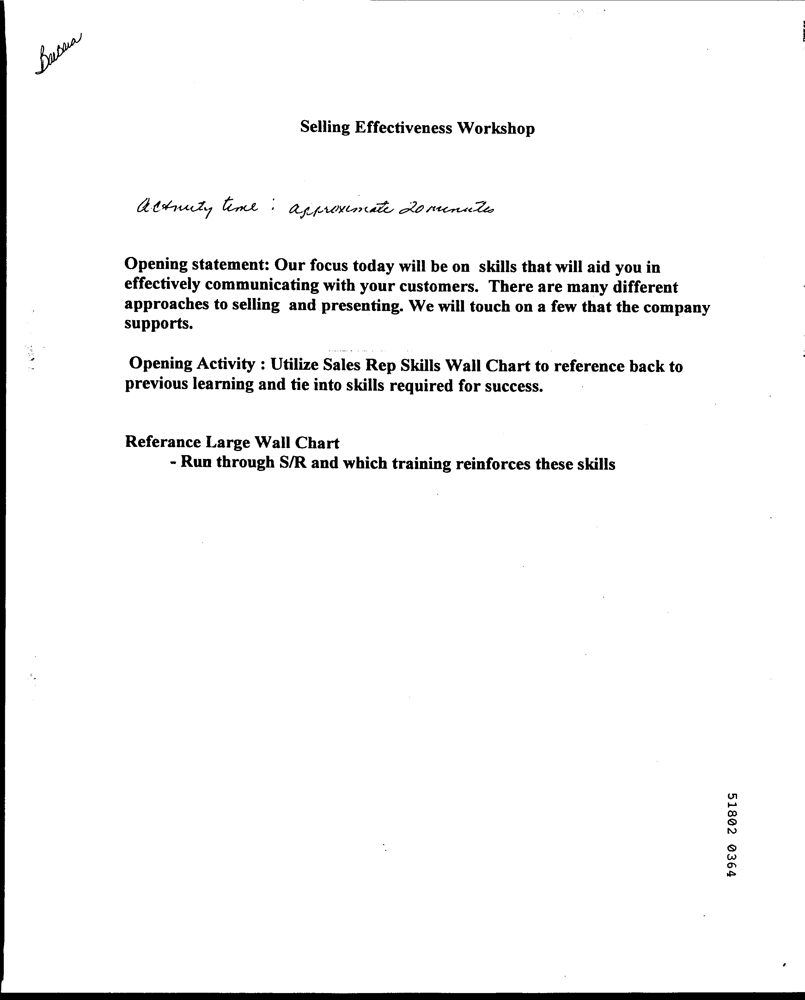 Barbara
Selling Effectiveness Workshop
Activity time : approximate 20 minutes
Opening statement: Our focus today will be on skills that will aid you in
effectively communicating with your customers. There are many different
approaches to selling and presenting. We will touch on a few that the company
supports.
Opening Activity : Utilize Sales Rep Skills Wall Chart to reference back to
previous learning and tie into skills required for success.
Referance Large Wall Chart
- Run through S/R and which training reinforces these skills
51802 0364